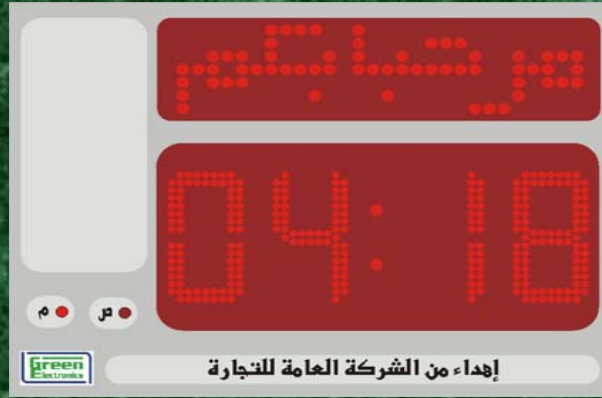 مرحبا بكم
04:18
ص م
إهداء من الشركة العامة للتجارة
Green
Electronics